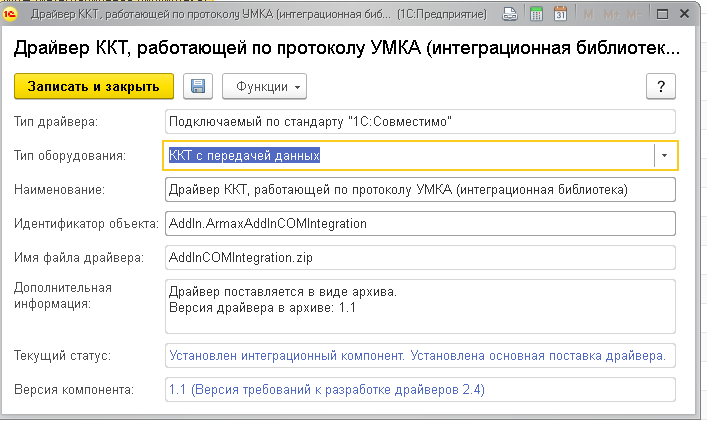 Драйвер ККТ, работающей по протоколу УМКА (интеграционная биб... (1С:Предприятие) M M+ M-
Драйвер ККТ, работающей по протоколу УМКА (интеграционная библиотек...
Записать и закрыть Функции ?
Тип драйвера: Подключаемый по стандарту "1С:Совместимо"
Тип оборудования: ККТ с передачей данных
Наименование: Драйвер ККТ, работающей по протоколу УМКА (интеграционная библиотека)
Идентификатор объекта: AddIn.ArmaxAddInCOMIntegration
Имя файла драйвера: AddInCOMIntegration.zip
Дополнительная информация: Драйвер поставляется в виде архива.
Версия драйвера в архиве: 1.1
Текущий статус: Установлен интеграционный компонент. Установлена основная поставка драйвера.
Версия компонента: 1.1 (Версия требований к разработке драйверов 2.4)